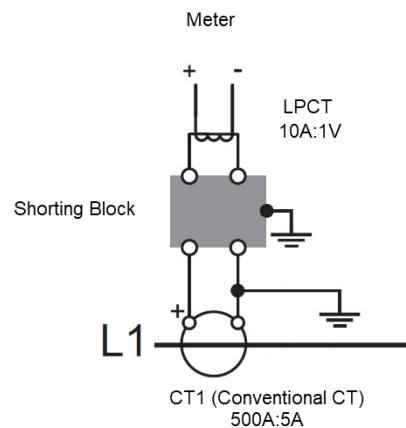 Meter
+ -
LPCT
10A:1V
Shorting Block
+
L1
CT1 (Conventional CT)
500A:5A